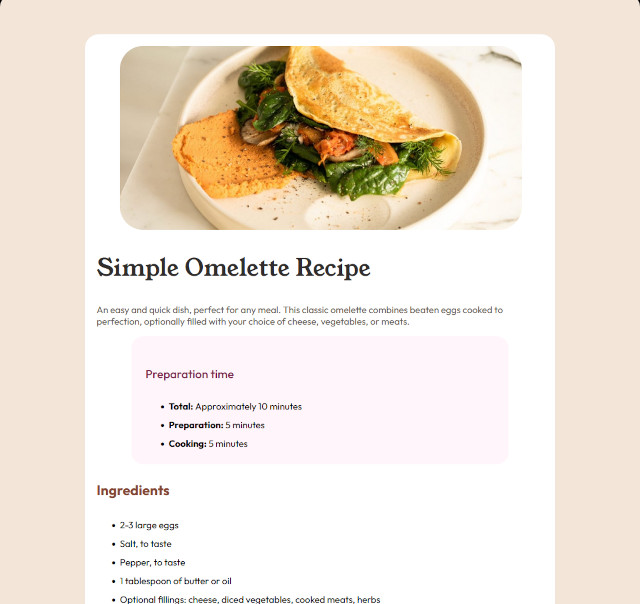 Simple Omelette Recipe
An easy and quick dish, perfect for any meal. This classic omelette combines beaten eggs cooked to
perfection, optionally filled with your choice of cheese, vegetables, or meats.
Preparation time
• Total: Approximately 10 minutes
• Preparation: 5 minutes
• Cooking: 5 minutes
Ingredients
• 2-3 large eggs
• Salt, to taste
• Pepper, to taste
• 1 tablespoon of butter or oil
• Optional fillings: cheese, diced vegetables, cooked meats, herbs